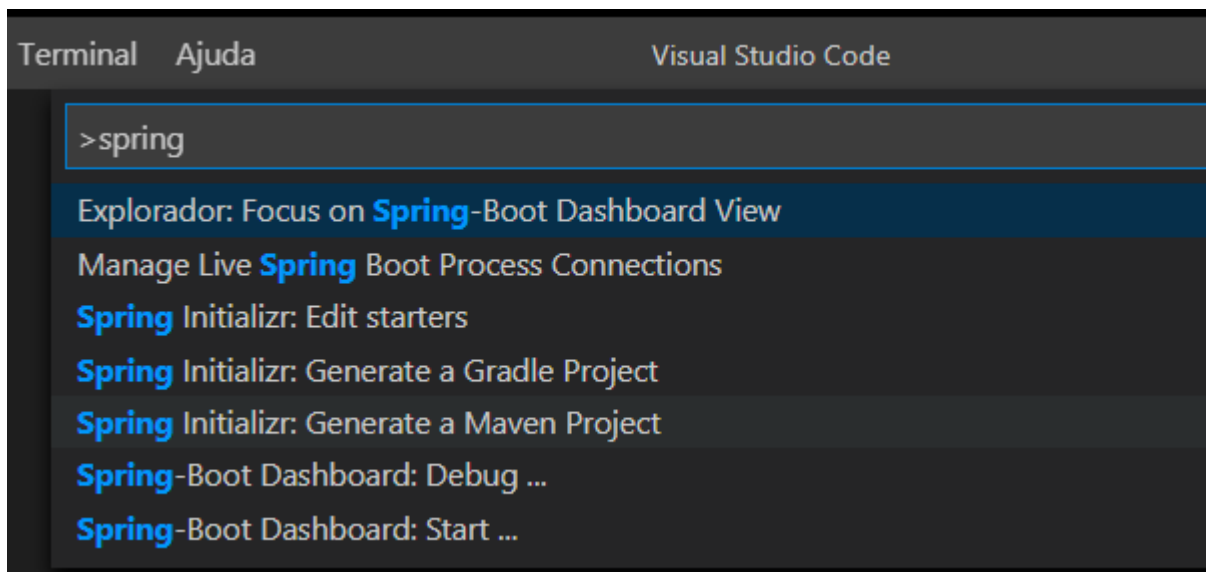 Terminal Ajuda Visual Studio Code
>spring
Explorador: Focus on Spring-Boot Dashboard View
Manage Live Spring Boot Process Connections
Spring Initializr: Edit starters
Spring Initializr: Generate a Gradle Project
Spring Initializr: Generate a Maven Project
Spring-Boot Dashboard: Debug ...
Spring-Boot Dashboard: Start ...